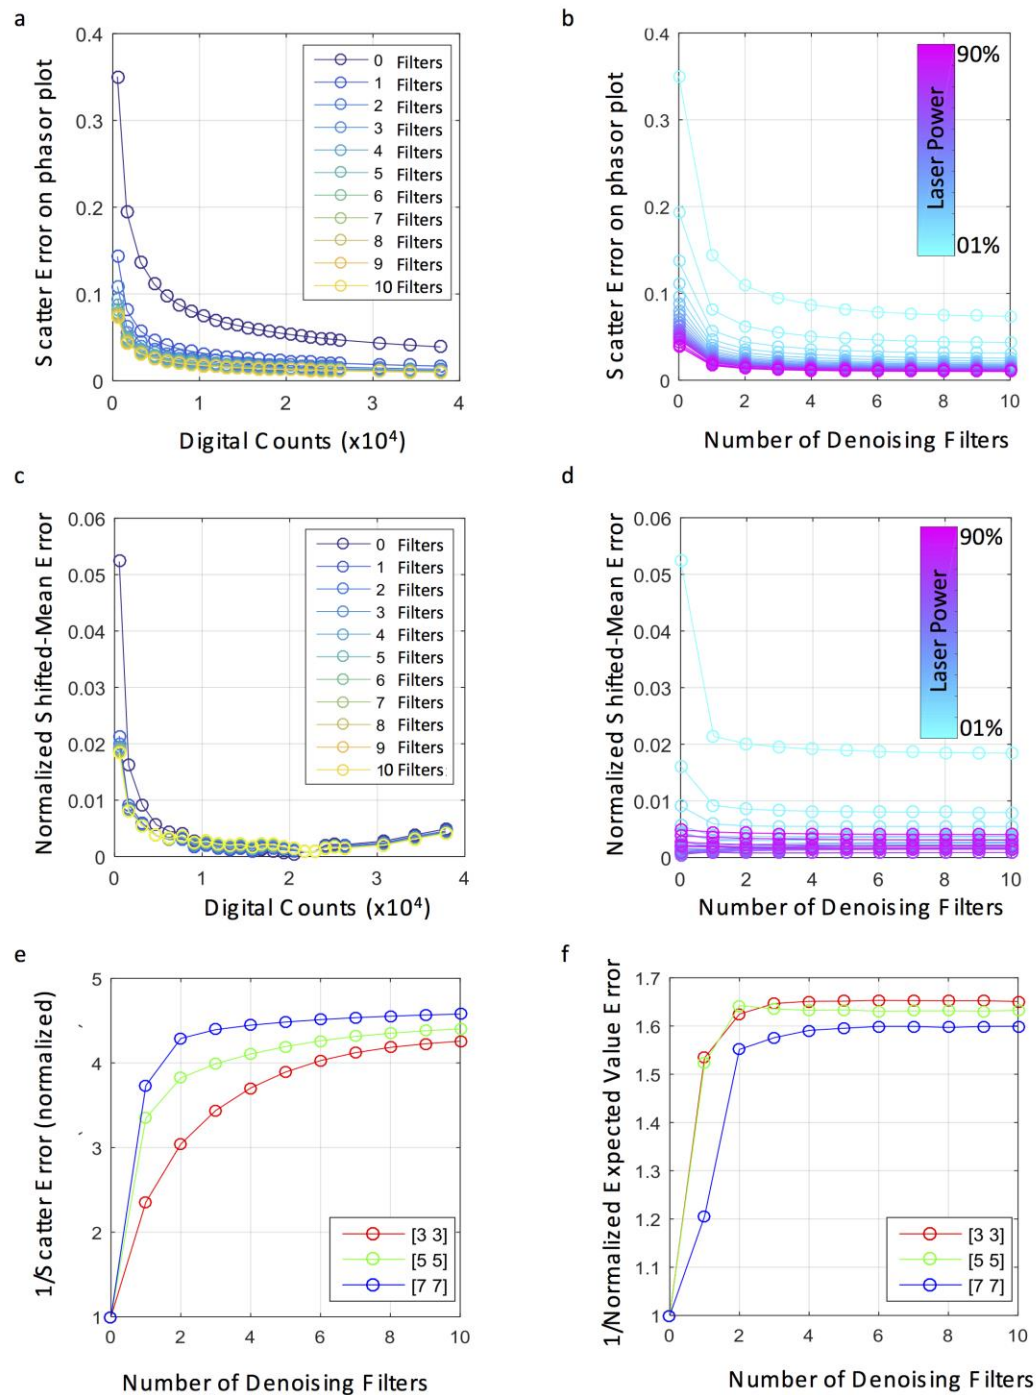 a
0.4
0.3
0.2
0.1
0
0 1 2 3 4
Scatter Error on phasor plot
Digital Counts (x10⁴)
0 Filters
1 Filters
2 Filters
3 Filters
4 Filters
5 Filters
6 Filters
7 Filters
8 Filters
9 Filters
10 Filters
b
0.4
0.3
0.2
0.1
0
0 2 4 6 8 10
Scatter Error on phasor plot
Number of Denoising Filters
90%
Laser Power
01%
c
0.06
0.05
0.04
0.03
0.02
0.01
0
0 1 2 3 4
Normalized Shifted-Mean Error
Digital Counts (x10⁴)
0 Filters
1 Filters
2 Filters
3 Filters
4 Filters
5 Filters
6 Filters
7 Filters
8 Filters
9 Filters
10 Filters
d
0.06
0.05
0.04
0.03
0.02
0.01
0
0 2 4 6 8 10
Normalized Shifted-Mean Error
Number of Denoising Filters
90%
Laser Power
01%
e
5
4
3
2
1
0 2 4 6 8 10
1/Scatter Error (normalized)
Number of Denoising Filters
[3 3]
[5 5]
[7 7]
f
1.7
1.6
1.5
1.4
1.3
1.2
1.1
1
0 2 4 6 8 10
1/Normalized Expected Value Error
Number of Denoising Filters
[3 3]
[5 5]
[7 7]